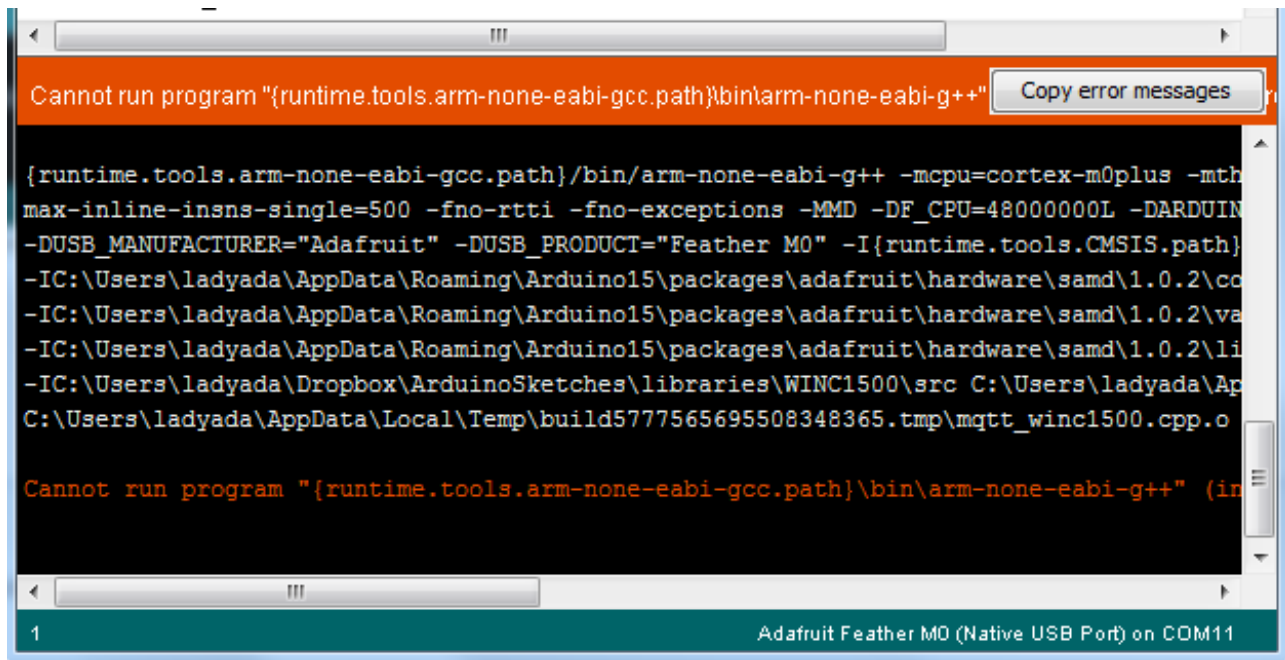 Cannot run program "{runtime.tools.arm-none-eabi-gcc.path}\bin\arm-none-eabi-g++" Copy error messages
{runtime.tools.arm-none-eabi-gcc.path}/bin/arm-none-eabi-g++ -mcpu=cortex-m0plus -mth
max-inline-insns-single=500 -fno-rtti -fno-exceptions -MMD -DF_CPU=48000000L -DARDUIN
-DUSB_MANUFACTURER="Adafruit" -DUSB_PRODUCT="Feather M0" -I{runtime.tools.CMSIS.path}
-IC:\Users\ladyada\AppData\Roaming\Arduino15\packages\adafruit\hardware\samd\1.0.2\co
-IC:\Users\ladyada\AppData\Roaming\Arduino15\packages\adafruit\hardware\samd\1.0.2\va
-IC:\Users\ladyada\AppData\Roaming\Arduino15\packages\adafruit\hardware\samd\1.0.2\li
-IC:\Users\ladyada\Dropbox\ArduinoSketches\libraries\WINC1500\src C:\Users\ladyada\Ap
C:\Users\ladyada\AppData\Local\Temp\build5777565695508348365.tmp\mqtt_winc1500.cpp.o
Cannot run program "{runtime.tools.arm-none-eabi-gcc.path}\bin\arm-none-eabi-g++" (in
1 Adafruit Feather M0 (Native USB Port) on COM11